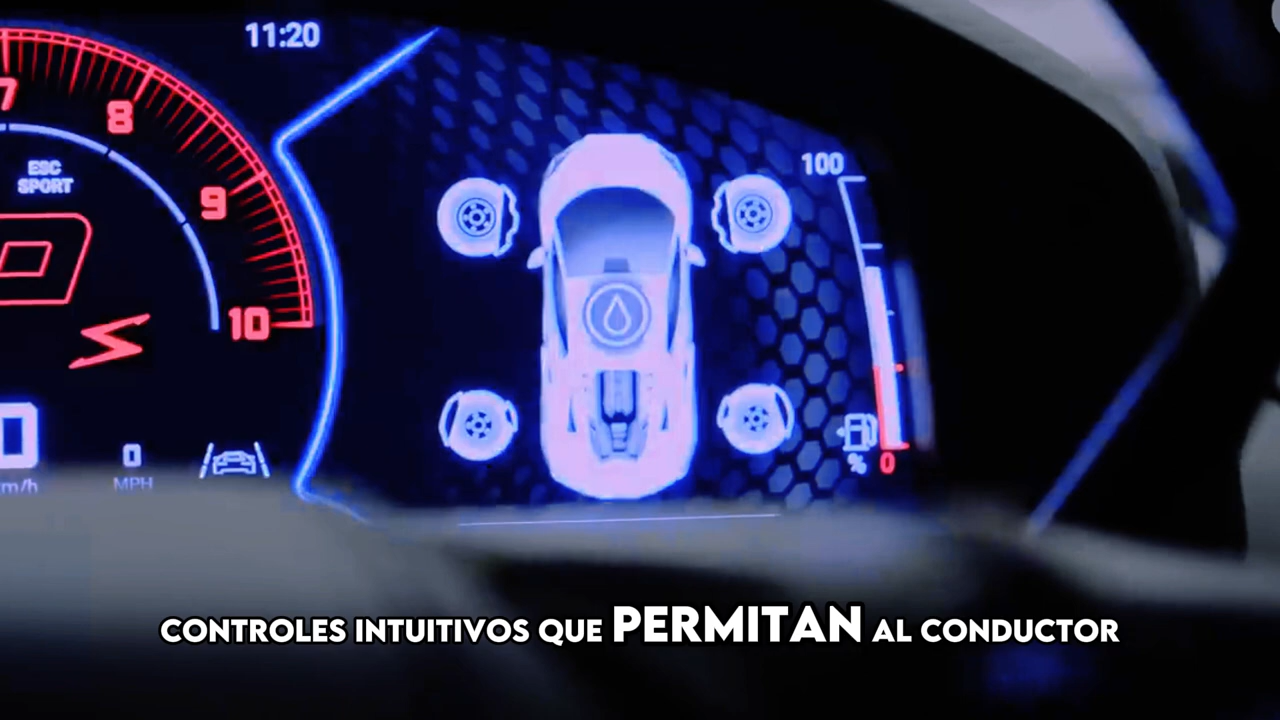 11:20
7
8
9
10
ESC
SPORT
100
0
MPH
%
0
CONTROLES INTUITIVOS QUE PERMITAN AL CONDUCTOR